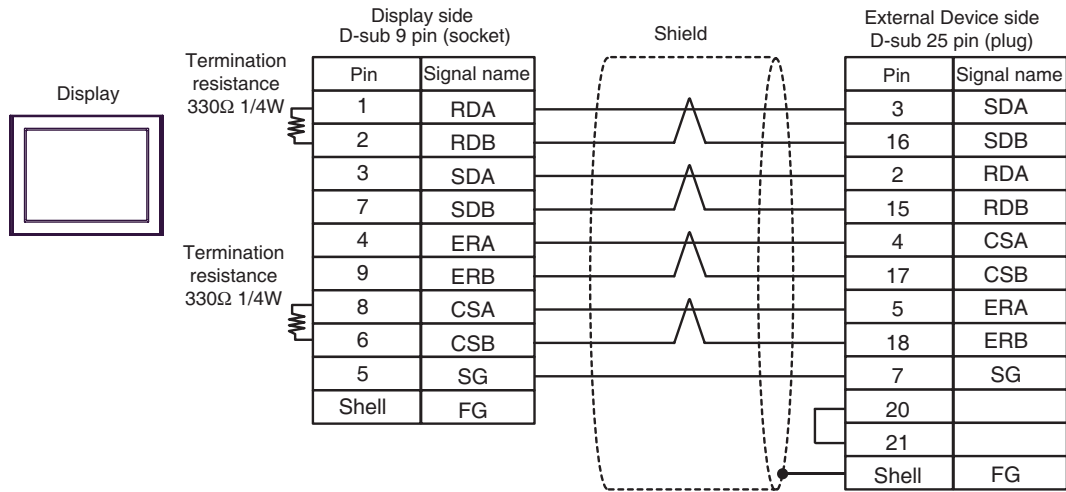 Display side
D-sub 9 pin (socket)
Shield
External Device side
D-sub 25 pin (plug)
Display
Termination
resistance
330Ω 1/4W
Termination
resistance
330Ω 1/4W
Pin Signal name
1 RDA
2 RDB
3 SDA
7 SDB
4 ERA
9 ERB
8 CSA
6 CSB
5 SG
Shell FG
Pin Signal name
3 SDA
16 SDB
2 RDA
15 RDB
4 CSA
17 CSB
5 ERA
18 ERB
7 SG
20
21
Shell FG